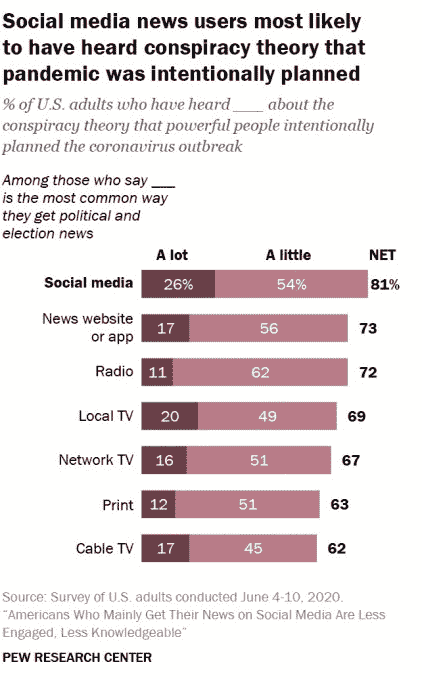 Social media news users most likely
to have heard conspiracy theory that
pandemic was intentionally planned
% of U.S. adults who have heard ___ about the
conspiracy theory that powerful people intentionally
planned the coronavirus outbreak
Among those who say ___
is the most common way
they get political and
election news
A lot A little NET
Social media 26% 54% 81%
News website
or app 17 56 73
Radio 11 62 72
Local TV 20 49 69
Network TV 16 51 67
Print 12 51 63
Cable TV 17 45 62
Source: Survey of U.S. adults conducted June 4-10, 2020.
“Americans Who Mainly Get Their News on Social Media Are Less
Engaged, Less Knowledgeable”
PEW RESEARCH CENTER